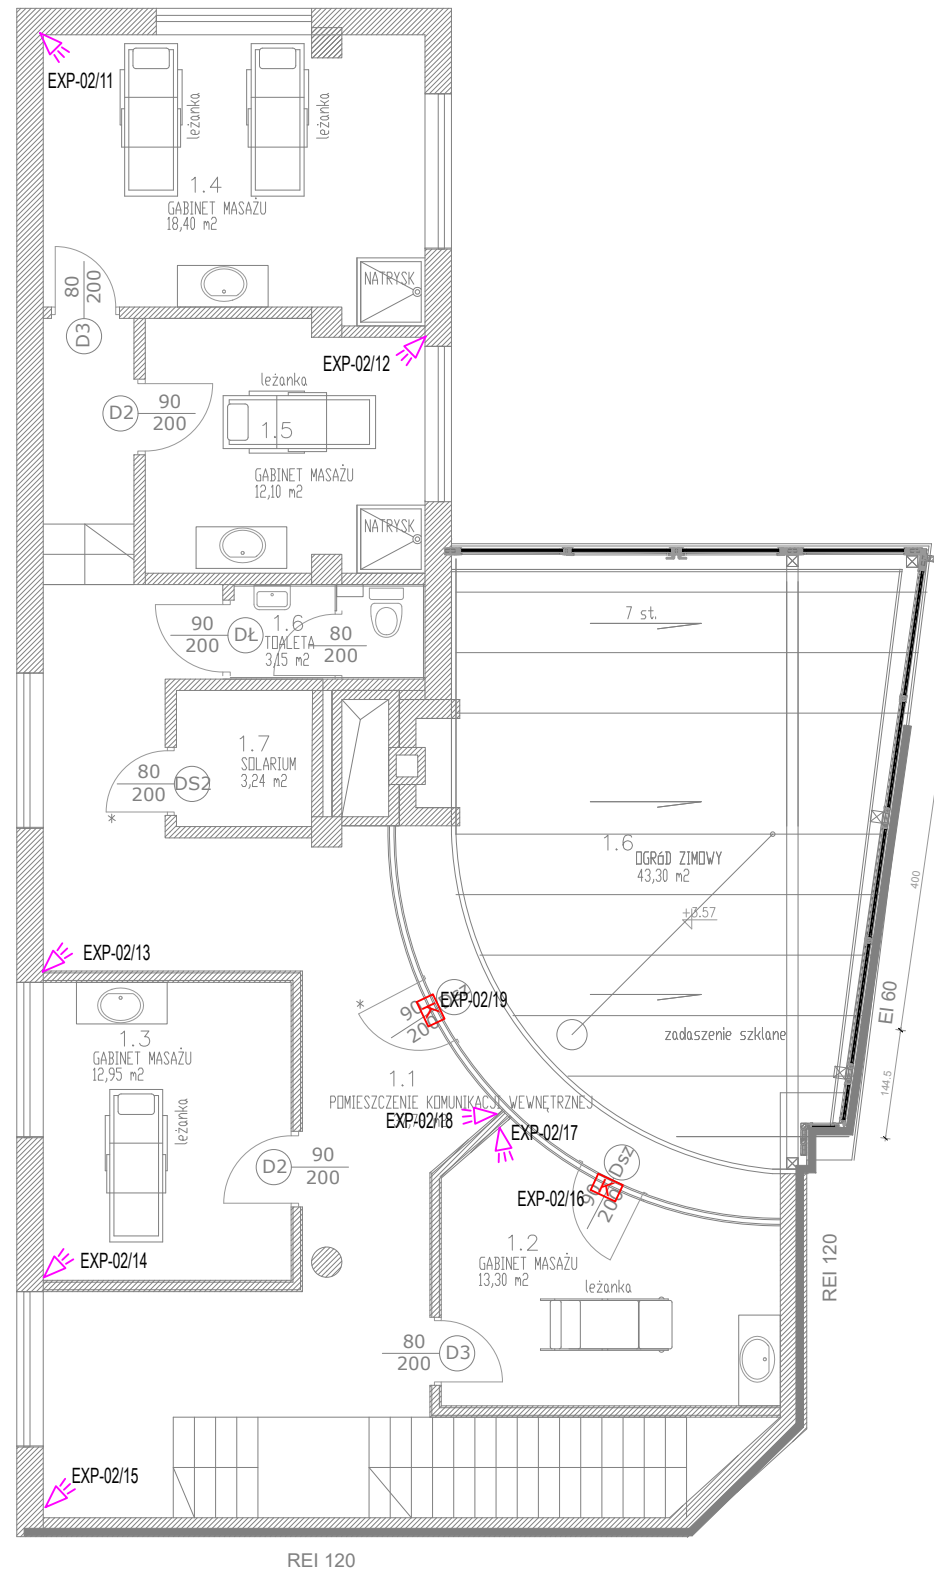 EXP-02/11
leżanka
leżanka
1.4
GABINET MASAŻU
18,40 m2
80
200
D3
NATRYSK
EXP-02/12
leżanka
D2
90
200
1.5
GABINET MASAŻU
12,10 m2
NATRYSK
90
200
DŁ
1.6
TOALETA
3,15 m2
80
200
7 st.
1.7
SOLARIUM
3,24 m2
80
200
DS2
*
1.6
OGRóD ZIMOWY
43,30 m2
+3.57
400
EXP-02/13
EXP-02/19
*
90
200
EI 60
zadaszenie szklane
1.3
GABINET MASAŻU
12,95 m2
leżanka
144.5
1.1
POMIESZCZENIE KOMUNIKACJI WEWNĘTRZNEJ
EXP-02/18
EXP-02/17
D2
90
200
Dsz
90
200
EXP-02/16
EXP-02/14
1.2
GABINET MASAŻU
13,30 m2
leżanka
REI 120
80
200
D3
EXP-02/15
REI 120